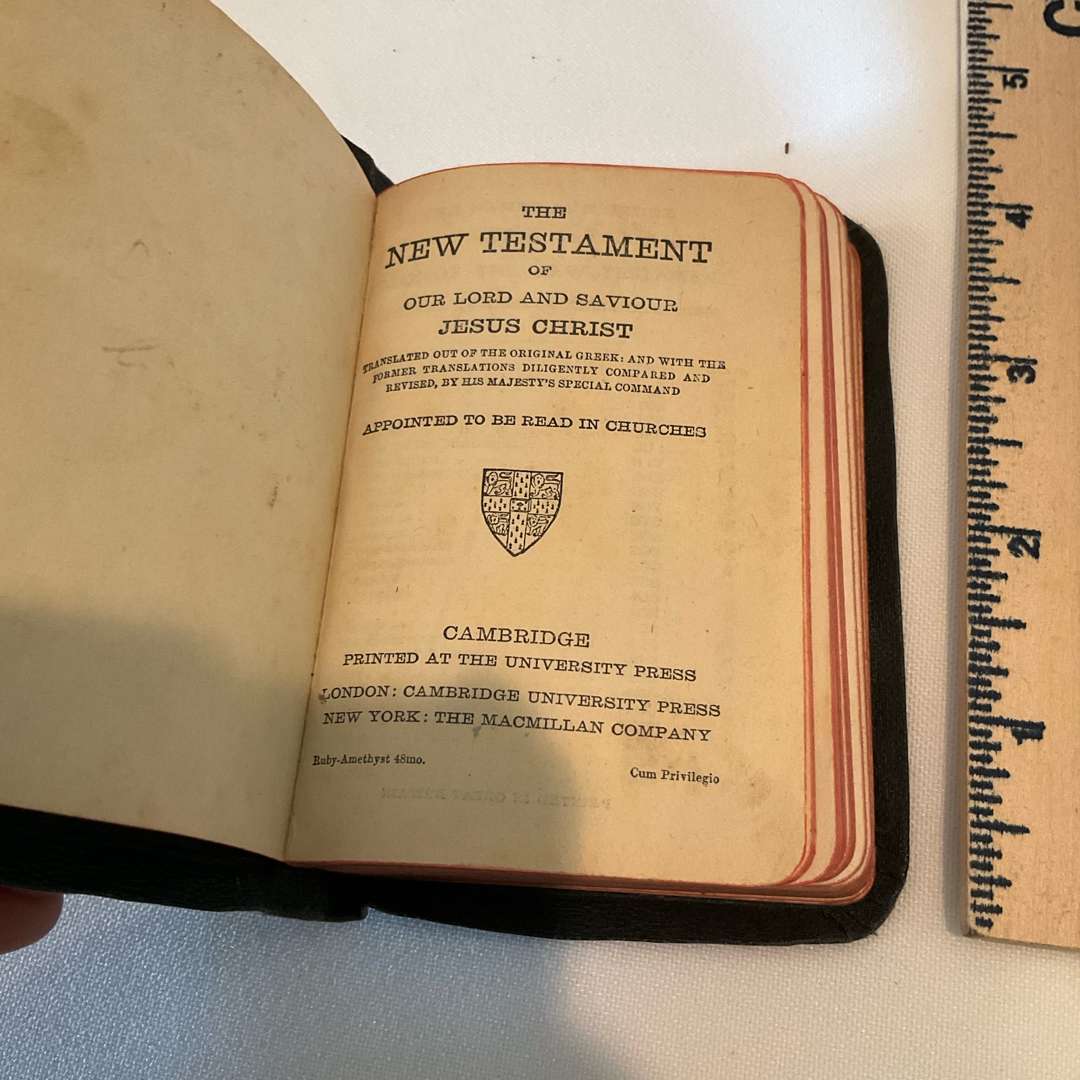 THE
NEW TESTAMENT
OF
OUR LORD AND SAVIOUR
JESUS CHRIST
TRANSLATED OUT OF THE ORIGINAL GREEK: AND WITH THE
FORMER TRANSLATIONS DILIGENTLY COMPARED AND
REVISED, BY HIS MAJESTY'S SPECIAL COMMAND
APPOINTED TO BE READ IN CHURCHES
CAMBRIDGE
PRINTED AT THE UNIVERSITY PRESS
LONDON: CAMBRIDGE UNIVERSITY PRESS
NEW YORK: THE MACMILLAN COMPANY
Ruby-Amethyst 48mo.
Cum Privilegio
5
4
3
2
1